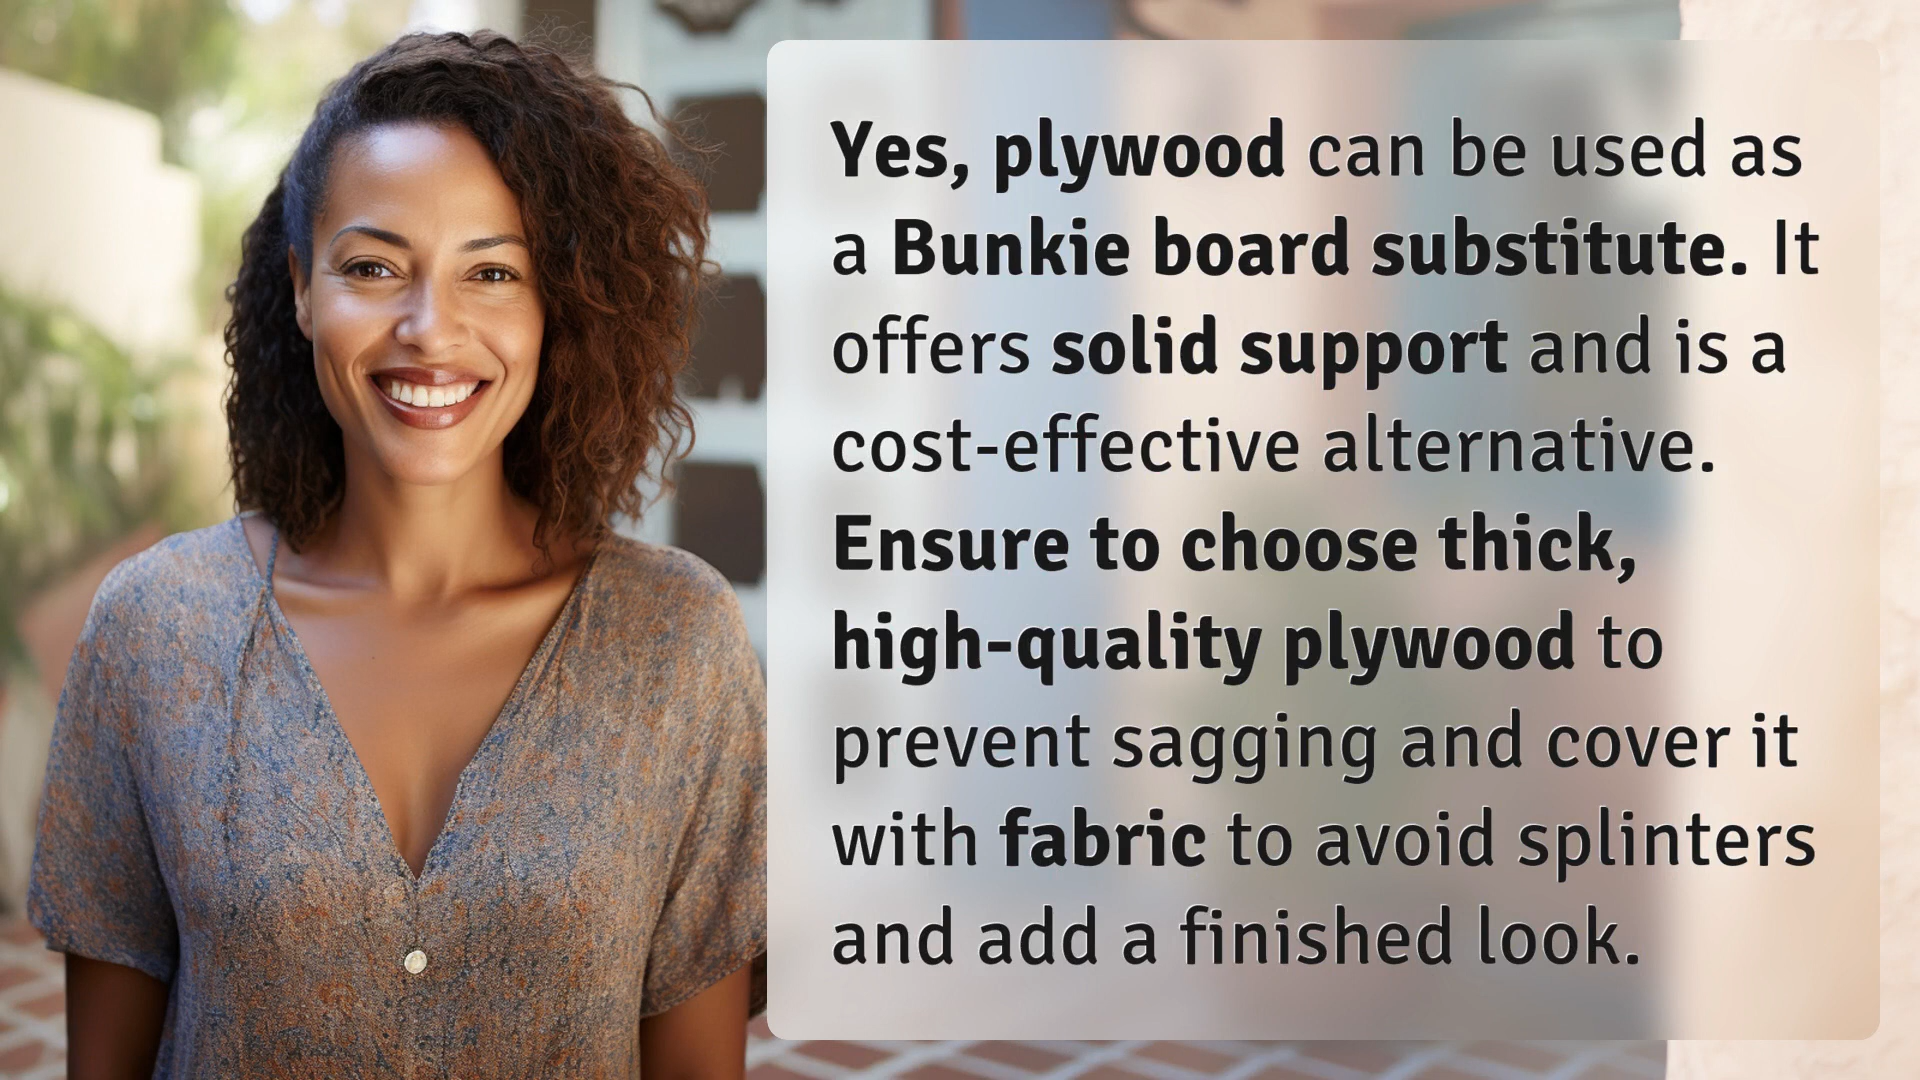 Yes, plywood can be used as
a Bunkie board substitute. It
offers solid support and is a
cost-effective alternative.
Ensure to choose thick,
high-quality plywood to
prevent sagging and cover it
with fabric to avoid splinters
and add a finished look.